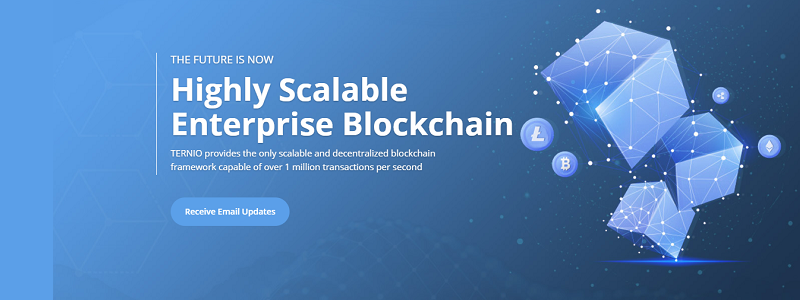 THE FUTURE IS NOW
Highly Scalable
Enterprise Blockchain
TERNIO provides the only scalable and decentralized blockchain
framework capable of over 1 million transactions per second
Receive Email Updates